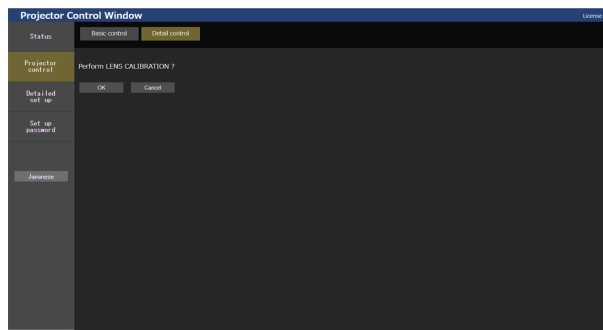 Projector Control Window
License
Status
Basic control
Detail control
Projector
control
Perform LENS CALIBRATION ?
OK
Cancel
Detailed
set up
Set up
password
Japanese